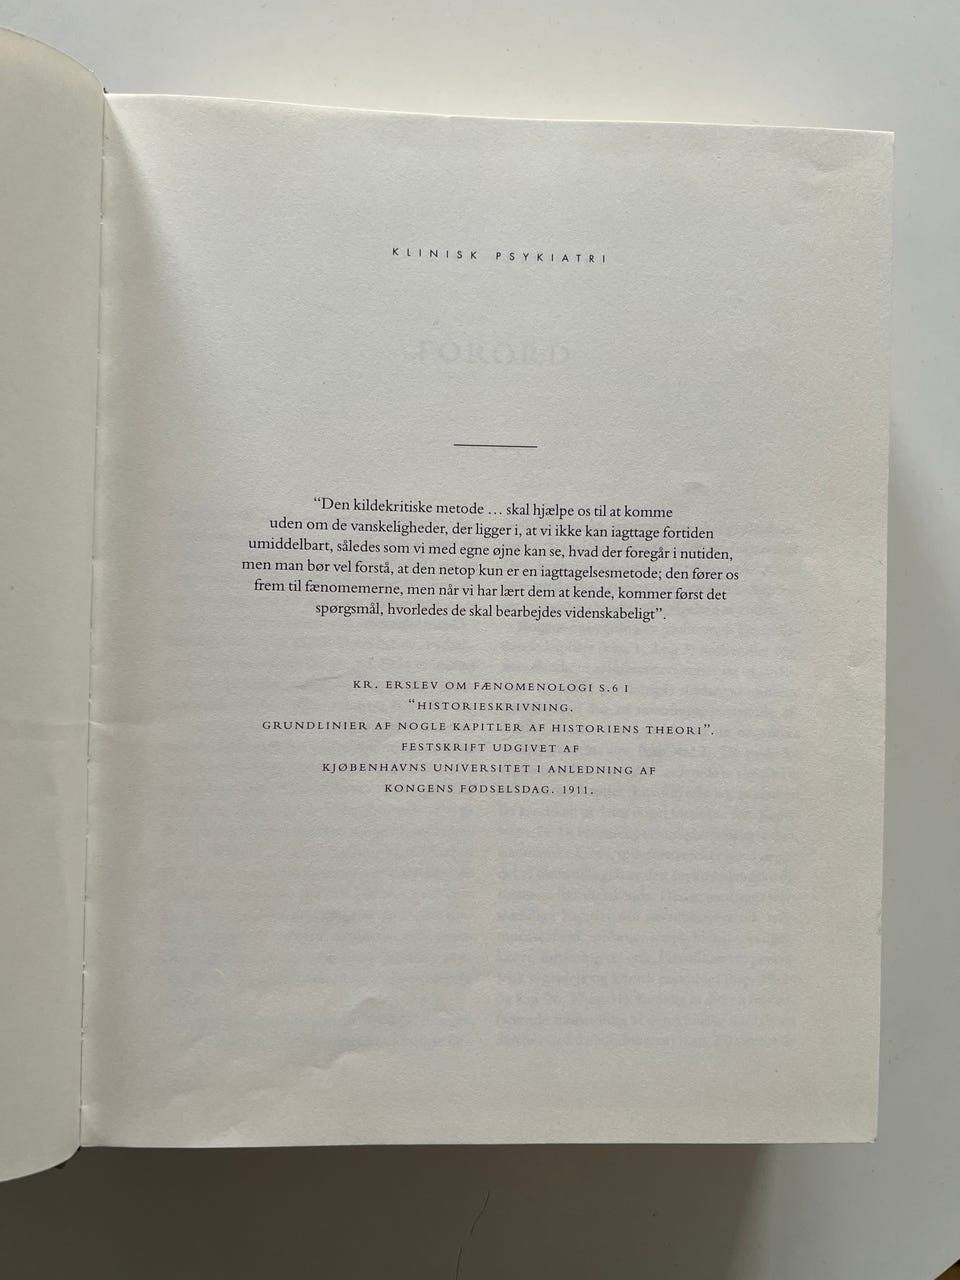 KLINISK PSYKIATRI
FORORD
“Den kildekritiske metode ... skal hjælpe os til at komme
uden om de vanskeligheder, der ligger i, at vi ikke kan iagttage fortiden
umiddelbart, således som vi med egne øjne kan se, hvad der foregår i nutiden,
men man bør vel forstå, at den netop kun er en iagttagelsesmetode; den fører os
frem til fænomemerne, men når vi har lært dem at kende, kommer først det
spørgsmål, hvorledes de skal bearbejdes videnskabeligt”.
KR. ERSLEV OM FÆNOMENOLOGI S.6 I
“HISTORIESKRIVNING.
GRUNDLINIER AF NOGLE KAPITLER AF HISTORIENS THEORI”.
FESTSKRIFT UDGIVET AF
KJØBENHAVNS UNIVERSITET I ANLEDNING AF
KONGENS FØDSELSDAG. 1911.